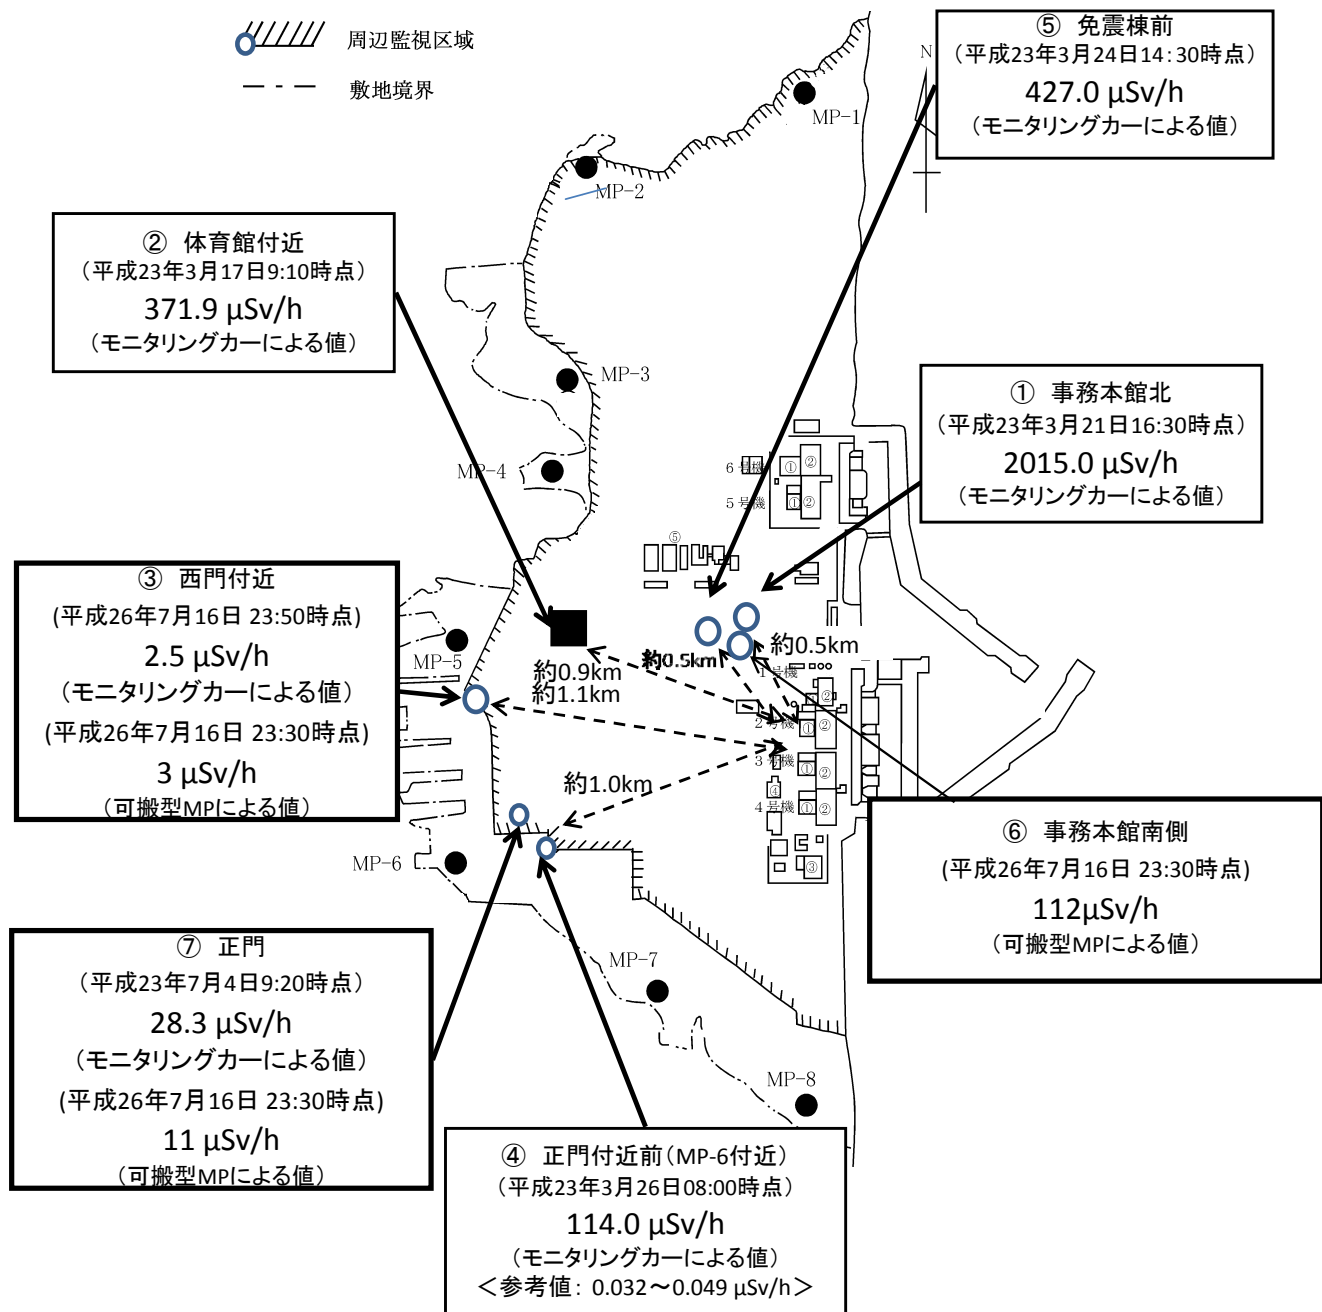 周辺監視区域
敷地境界
⑤ 免震棟前
(平成23年3月24日14:30時点)
427.0 μSv/h
(モニタリングカーによる値)
N
MP-1
MP-2
② 体育館付近
(平成23年3月17日9:10時点)
371.9 μSv/h
(モニタリングカーによる値)
MP-3
① 事務本館北
(平成23年3月21日16:30時点)
2015.0 μSv/h
(モニタリングカーによる値)
MP-4
6号機
① ②
5号機
① ②
⑤
③ 西門付近
(平成26年7月16日 23:50時点)
2.5 μSv/h
(モニタリングカーによる値)
(平成26年7月16日 23:30時点)
3 μSv/h
(可搬型MPによる値)
MP-5
約0.9km
約1.1km
約0.5km
約0.5km
1号機
②
2号機
① ②
3号機
① ②
④
4号機
① ②
③
約1.0km
MP-6
⑥ 事務本館南側
(平成26年7月16日 23:30時点)
112μSv/h
(可搬型MPによる値)
⑦ 正門
(平成23年7月4日9:20時点)
28.3 μSv/h
(モニタリングカーによる値)
(平成26年7月16日 23:30時点)
11 μSv/h
(可搬型MPによる値)
MP-7
MP-8
④ 正門付近前(MP-6付近)
(平成23年3月26日08:00時点)
114.0 μSv/h
(モニタリングカーによる値)
<参考値: 0.032～0.049 μSv/h>